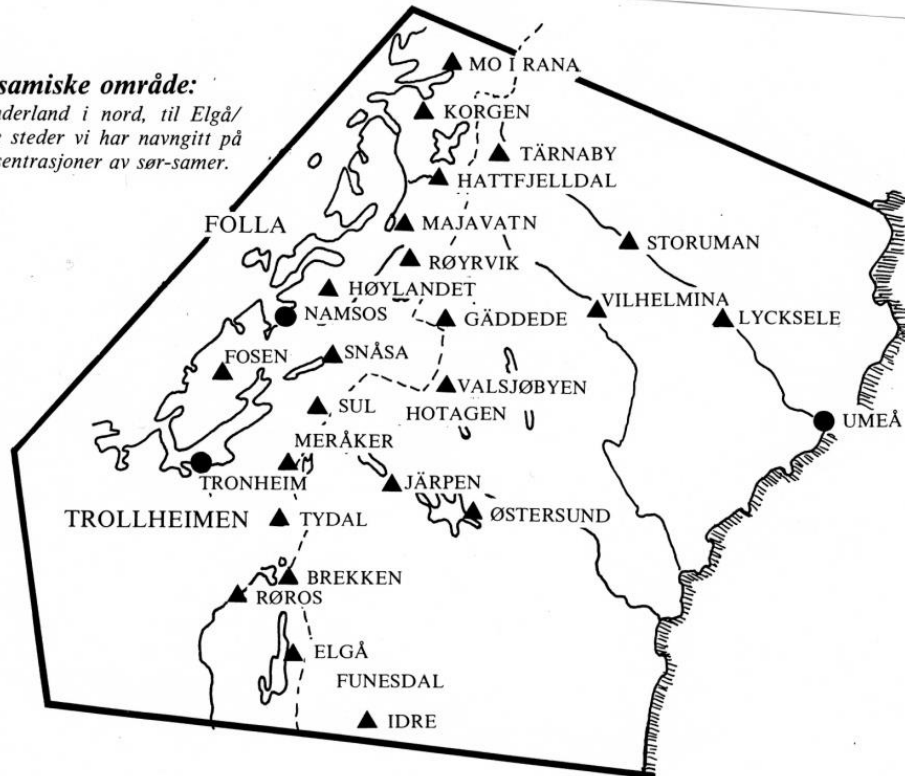 samiske område:
nderland i nord, til Elgå/
steder vi har navngitt på
sentrasjoner av sør-samer.
MO I RANA
KORGEN
TÄRNABY
HATTFJELLDAL
FOLLA
MAJAVATN
STORUMAN
RØYRVIK
HØYLANDET
VILHELMINA
NAMSOS
GÄDDEDE
LYCKSELE
FOSEN
SNÅSA
VALSJØBYEN
SUL
HOTAGEN
UMEÅ
MERÅKER
TRONHEIM
JÄRPEN
TROLLHEIMEN
TYDAL
ØSTERSUND
BREKKEN
RØROS
ELGÅ
FUNESDAL
IDRE